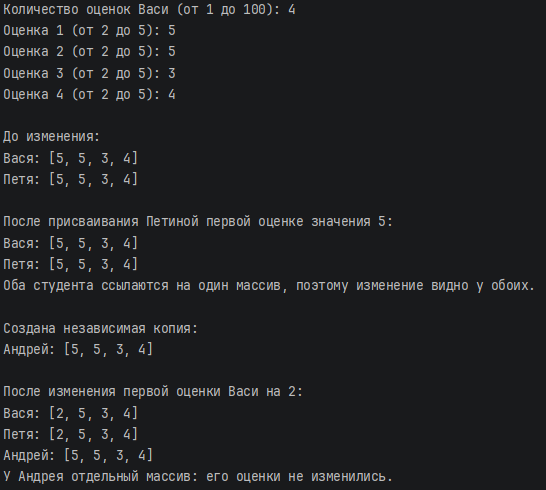 Количество оценок Васи (от 1 до 100): 4
Оценка 1 (от 2 до 5): 5
Оценка 2 (от 2 до 5): 5
Оценка 3 (от 2 до 5): 3
Оценка 4 (от 2 до 5): 4
До изменения:
Вася: [5, 5, 3, 4]
Петя: [5, 5, 3, 4]
После присваивания Петиной первой оценке значения 5:
Вася: [5, 5, 3, 4]
Петя: [5, 5, 3, 4]
Оба студента ссылаются на один массив, поэтому изменение видно у обоих.
Создана независимая копия:
Андрей: [5, 5, 3, 4]
После изменения первой оценки Васи на 2:
Вася: [2, 5, 3, 4]
Петя: [2, 5, 3, 4]
Андрей: [5, 5, 3, 4]
У Андрея отдельный массив: его оценки не изменились.